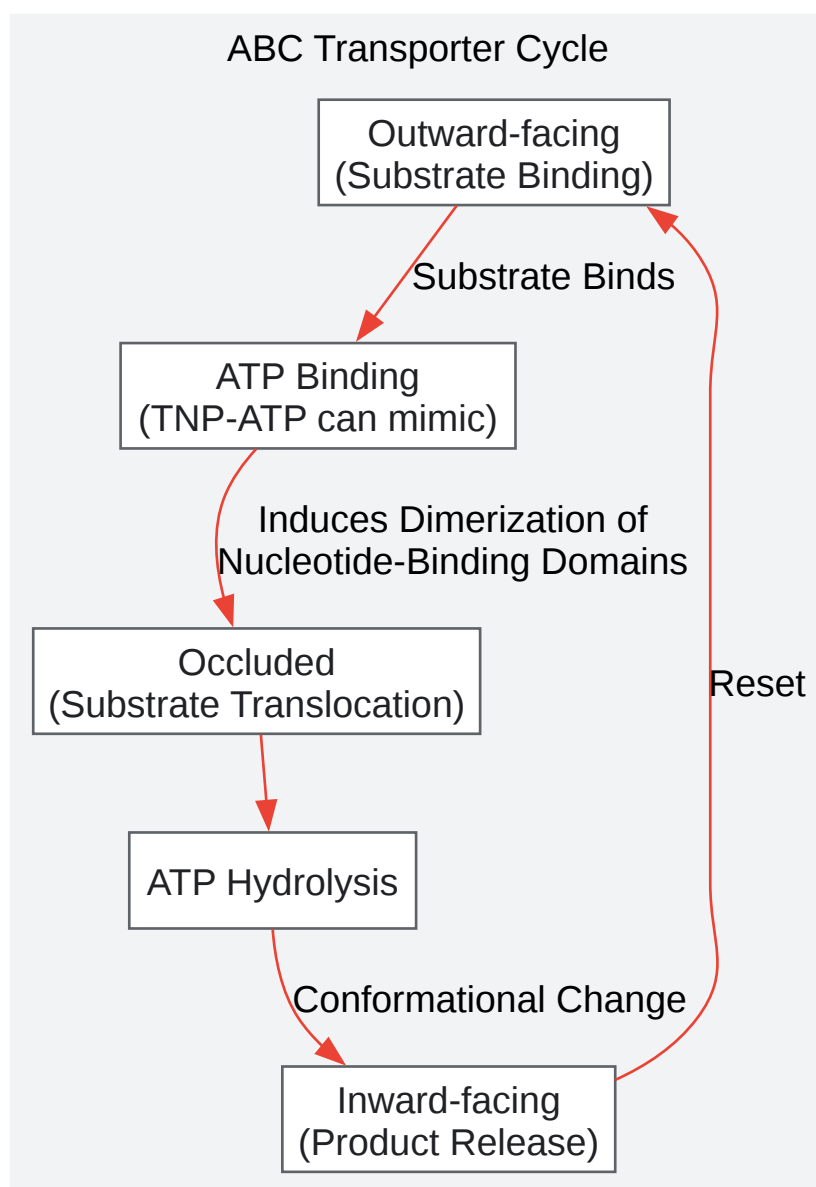 ABC Transporter Cycle
Outward-facing
(Substrate Binding)
Substrate Binds
ATP Binding
(TNP-ATP can mimic)
Induces Dimerization of
Nucleotide-Binding Domains
Occluded
(Substrate Translocation)
Reset
ATP Hydrolysis
Conformational Change
Inward-facing
(Product Release)